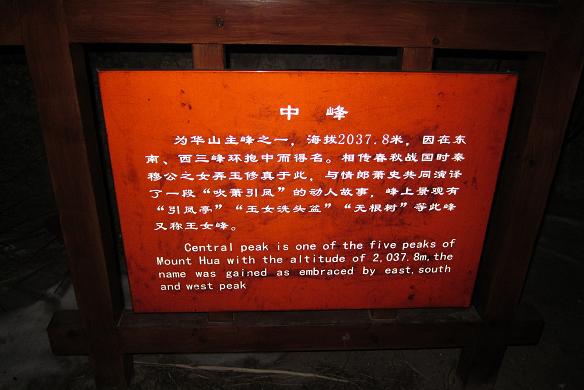 中 峰
为华山主峰之一，海拔2037.8米，因在东
南、西三峰环抱中而得名。相传春秋战国时秦
穆公之女弄玉修真于此，与情郎萧史共同演译
了一段“吹萧引凤”的动人故事，峰上景观有
“引凤亭”“玉女洗头盆”“无根树”等此峰
又称玉女峰。
Central peak is one of the five peaks of
Mount Hua with the altitude of 2,037.8m, the
name was gained as embraced by east, south
and west peak